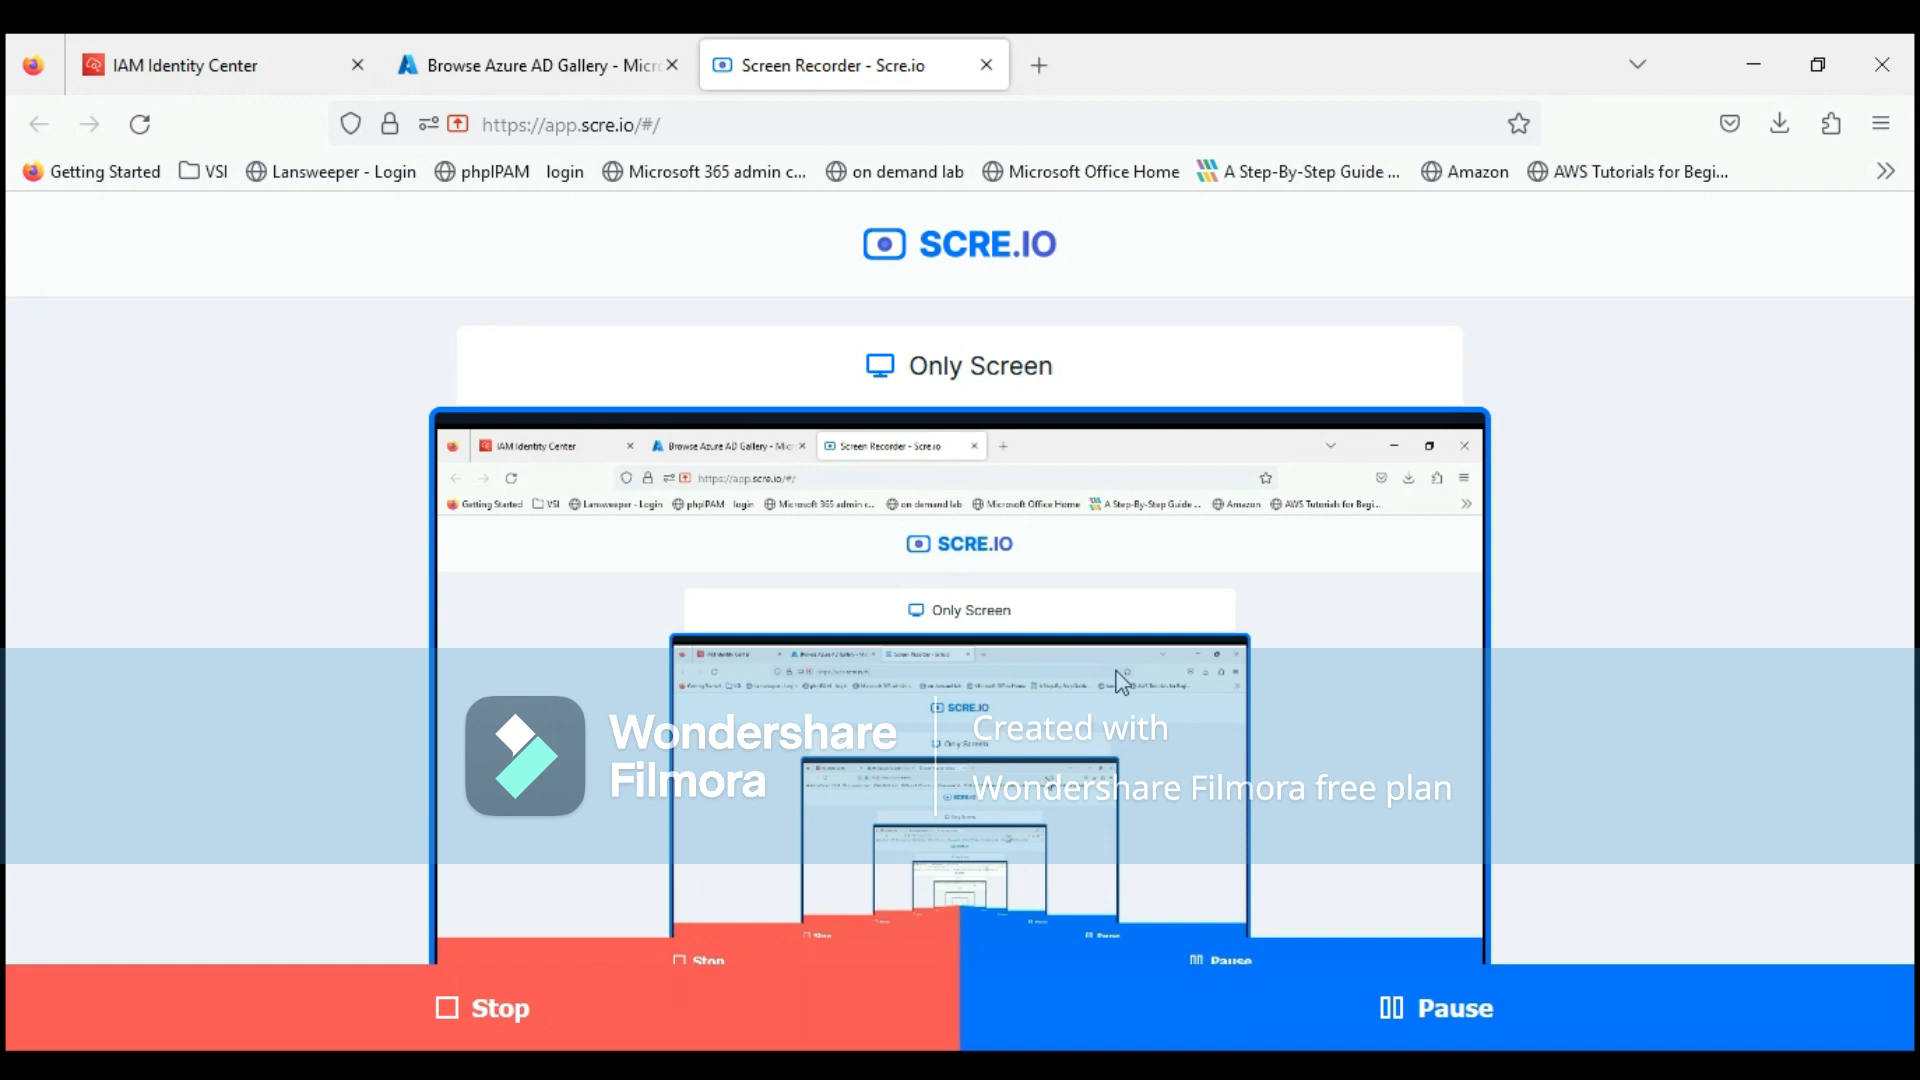 IAM Identity Center
Browse Azure AD Gallery - Micr
Screen Recorder - Scre.io
https://app.scre.io/#/
Getting Started VSI Lansweeper - Login phpIPAM login Microsoft 365 admin c... on demand lab Microsoft Office Home A Step-By-Step Guide ... Amazon AWS Tutorials for Begi...
SCRE.IO
Only Screen
IAM Identity Center
Browse Azure AD Gallery - Micr
Screen Recorder - Scre.io
https://app.scre.io/#/
Getting Started VSI Lansweeper - Login phpIPAM login Microsoft 365 admin c... on demand lab Microsoft Office Home A Step-By-Step Guide ... Amazon AWS Tutorials for Begi...
SCRE.IO
Only Screen
SCRE.IO
Only Screen
Wondershare
Filmora
Created with
Wondershare Filmora free plan
Stop Pause
Stop Pause
Stop Pause